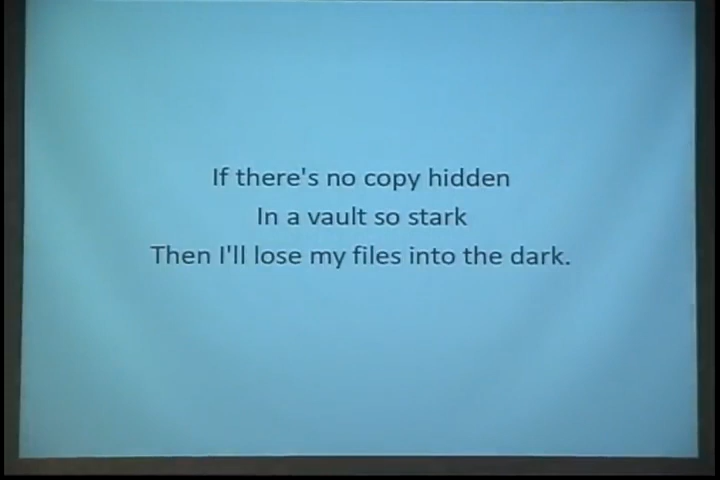 If there's no copy hidden
In a vault so stark
Then I'll lose my files into the dark.